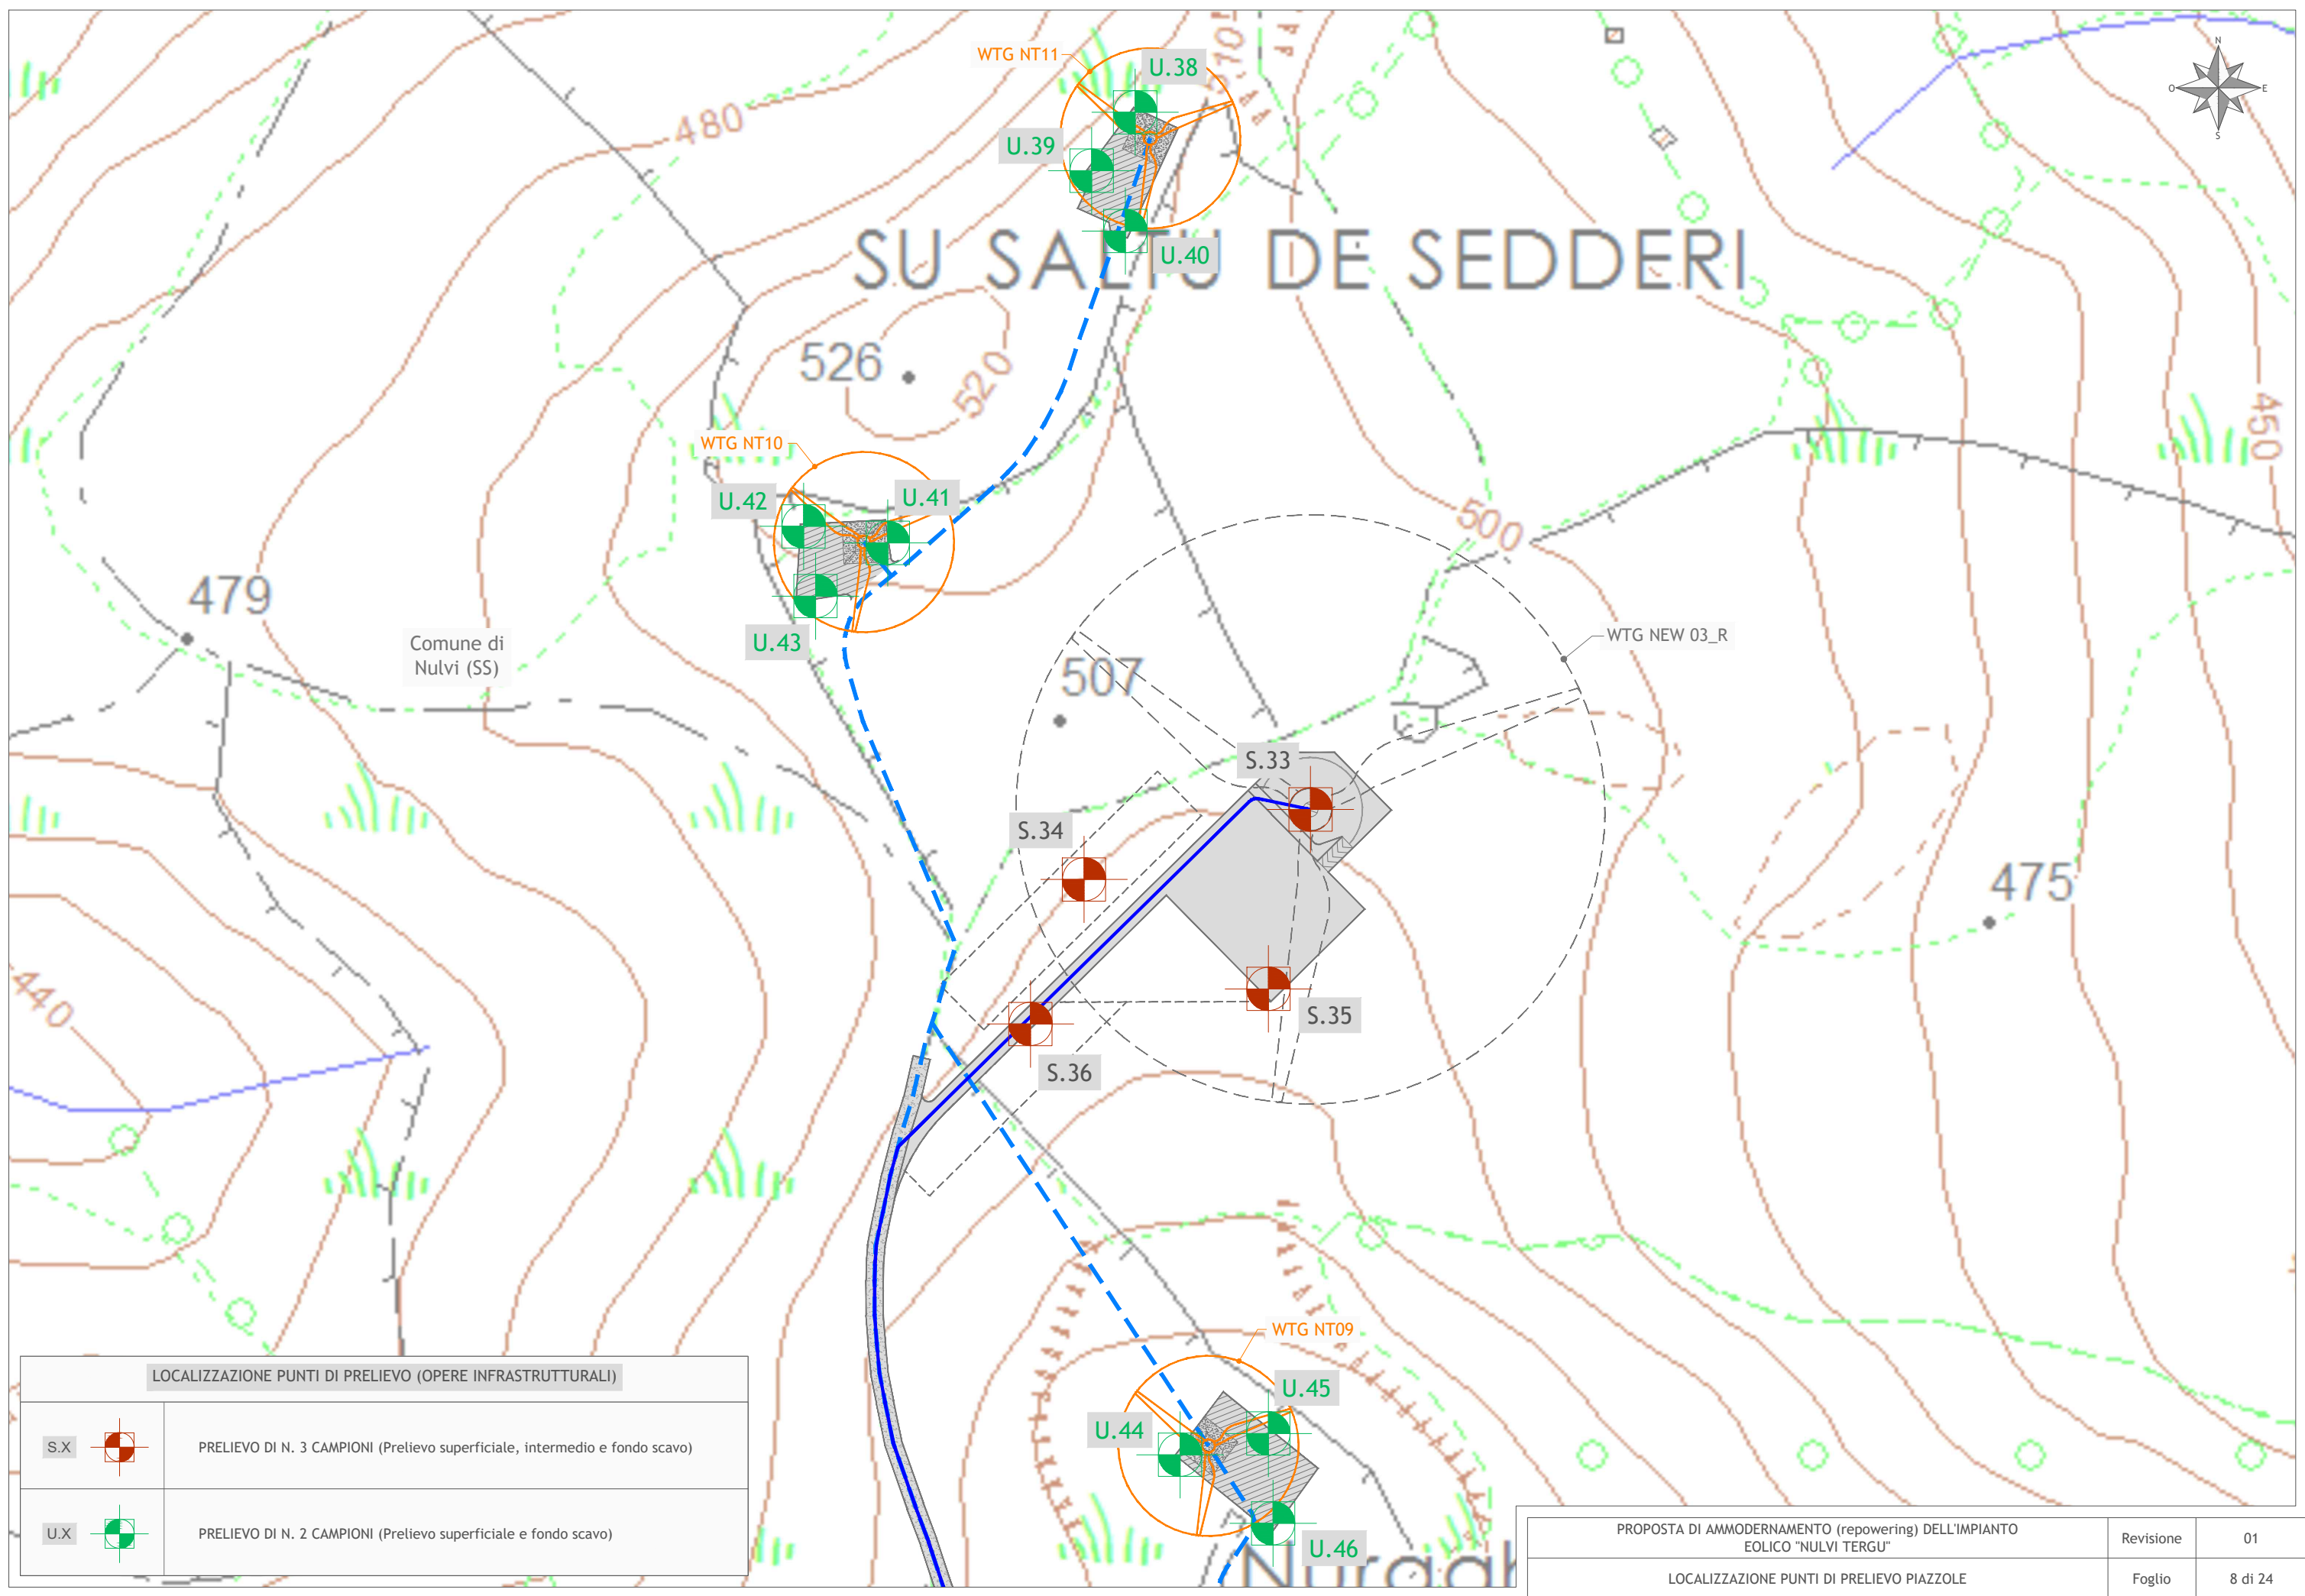 N
O
E
S
WTG NT11
U.38
510
480
U.39
U.40
SU SALTU DE SEDDERI
526
520
450
WTG NT10
U.42
U.41
500
479
Comune di
Nulvi (SS)
U.43
WTG NEW 03_R
507
S.33
S.34
475
440
S.35
S.36
WTG NT09
U.45
U.44
U.46
LOCALIZZAZIONE PUNTI DI PRELIEVO (OPERE INFRASTRUTTURALI)
S.X
PRELIEVO DI N. 3 CAMPIONI (Prelievo superficiale, intermedio e fondo scavo)
U.X
PRELIEVO DI N. 2 CAMPIONI (Prelievo superficiale e fondo scavo)
PROPOSTA DI AMMODERNAMENTO (repowering) DELL'IMPIANTO
EOLICO "NULVI TERGU"
Revisione
01
LOCALIZZAZIONE PUNTI DI PRELIEVO PIAZZOLE
Foglio
8 di 24